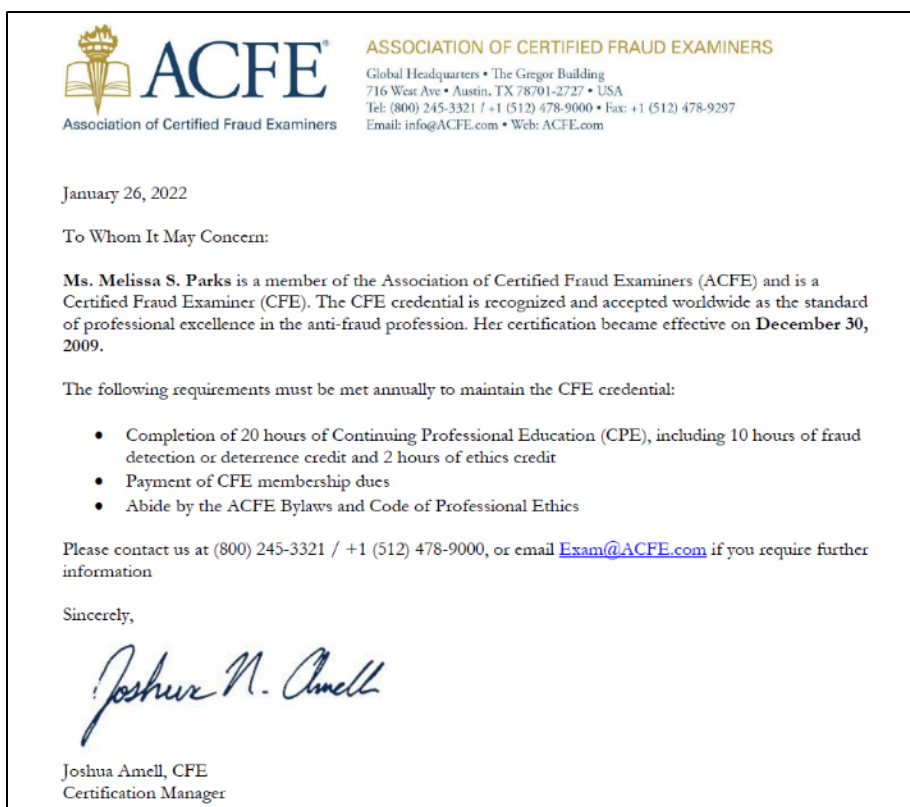 ACFE®
Association of Certified Fraud Examiners
ASSOCIATION OF CERTIFIED FRAUD EXAMINERS
Global Headquarters • The Gregor Building
716 West Ave • Austin, TX 78701-2727 • USA
Tel: (800) 245-3321 / +1 (512) 478-9000 • Fax: +1 (512) 478-9297
Email: info@ACFE.com • Web: ACFE.com
January 26, 2022
To Whom It May Concern:
Ms. Melissa S. Parks is a member of the Association of Certified Fraud Examiners (ACFE) and is a
Certified Fraud Examiner (CFE). The CFE credential is recognized and accepted worldwide as the standard
of professional excellence in the anti-fraud profession. Her certification became effective on December 30,
2009.
The following requirements must be met annually to maintain the CFE credential:
• Completion of 20 hours of Continuing Professional Education (CPE), including 10 hours of fraud
detection or deterrence credit and 2 hours of ethics credit
• Payment of CFE membership dues
• Abide by the ACFE Bylaws and Code of Professional Ethics
Please contact us at (800) 245-3321 / +1 (512) 478-9000, or email Exam@ACFE.com if you require further
information
Sincerely,
Joshua N. Amell
Joshua Amell, CFE
Certification Manager